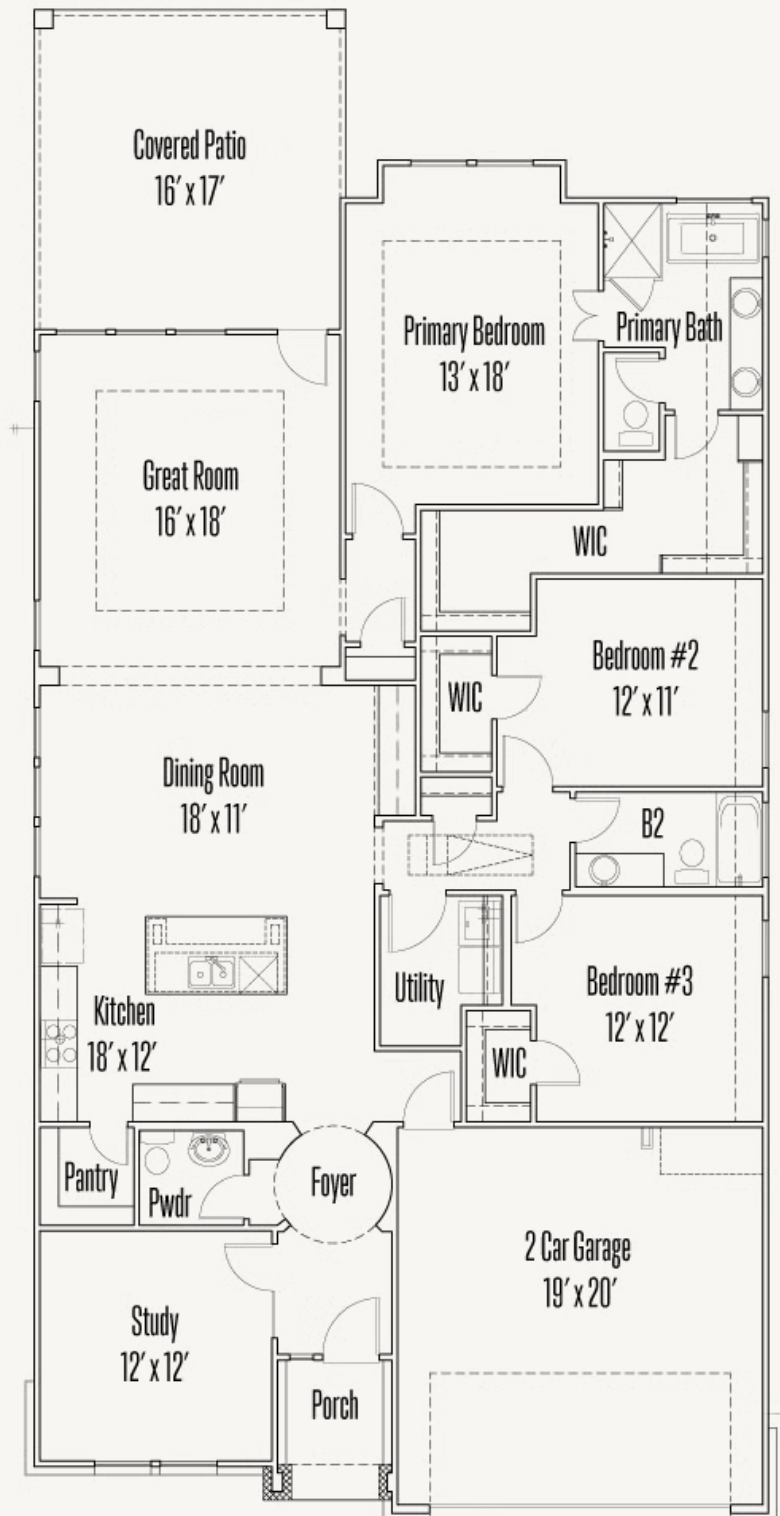 Covered Patio
16' x 17'
Primary Bedroom
13' x 18'
Primary Bath
Great Room
16' x 18'
WIC
Bedroom #2
12' x 11'
WIC
Dining Room
18' x 11'
B2
Utility
Bedroom #3
12' x 12'
Kitchen
18' x 12'
WIC
Pantry
Pwdr
Foyer
2 Car Garage
19' x 20'
Study
12' x 12'
Porch